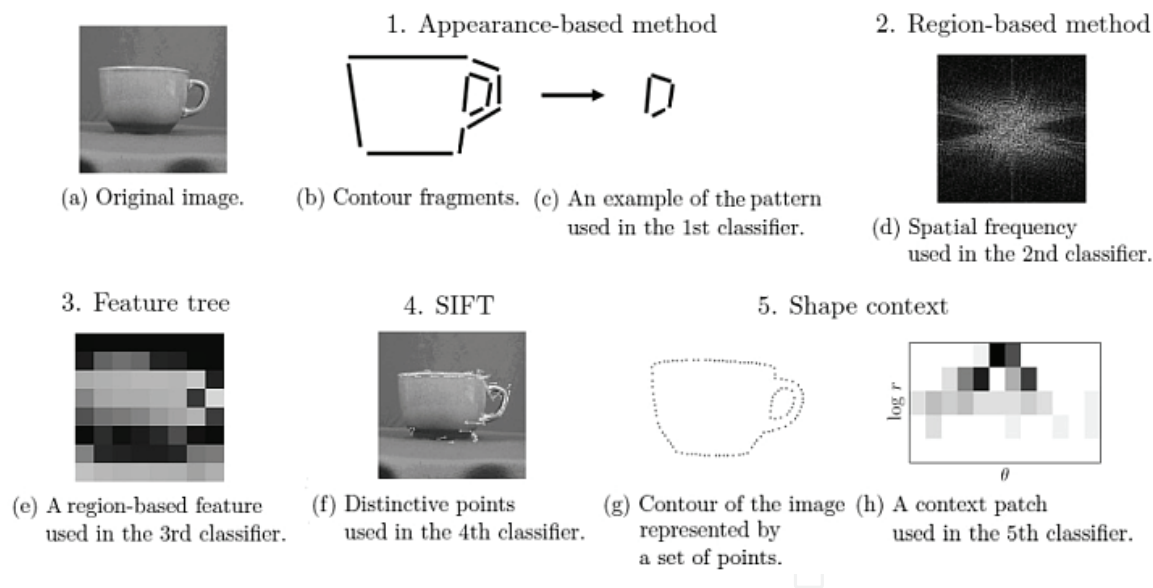 1. Appearance-based method
2. Region-based method
(a) Original image.
(b) Contour fragments.
(c) An example of the pattern
used in the 1st classifier.
(d) Spatial frequency
used in the 2nd classifier.
3. Feature tree
4. SIFT
5. Shape context
log r
θ
(e) A region-based feature
used in the 3rd classifier.
(f) Distinctive points
used in the 4th classifier.
(g) Contour of the image
represented by
a set of points.
(h) A context patch
used in the 5th classifier.